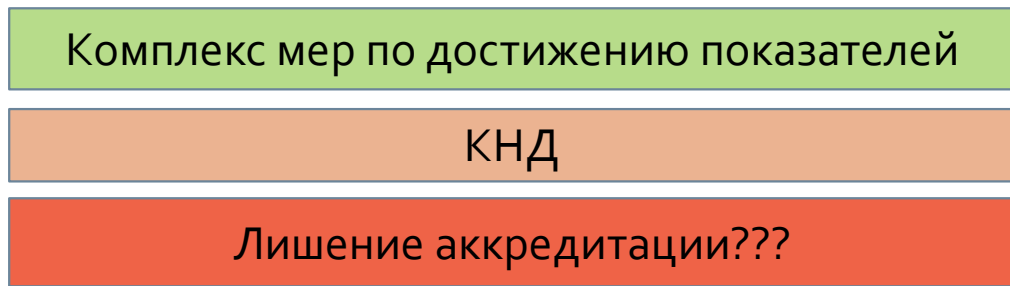 Комплекс мер по достижению показателей
КНД
Лишение аккредитации???